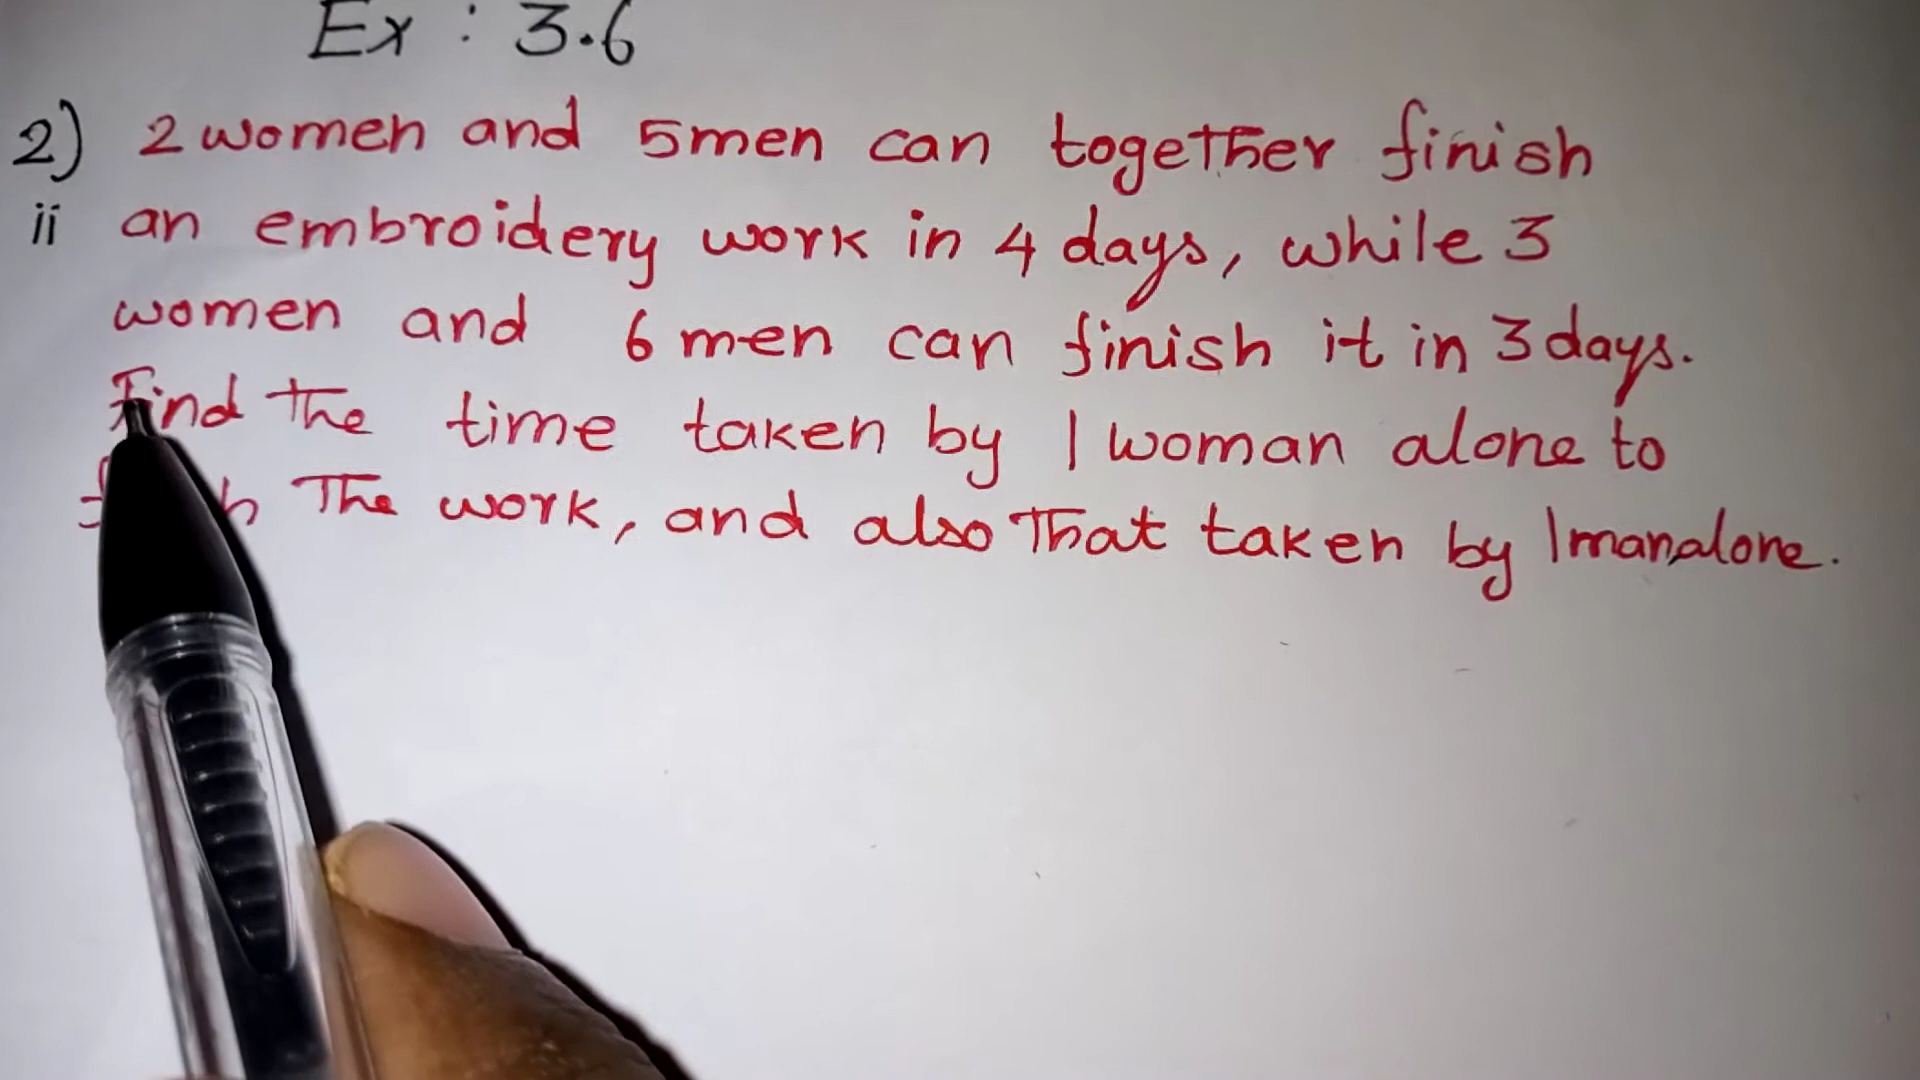 Ex : 3.6
2) 2 women and 5 men can together finish
ii an embroidery work in 4 days, while 3
women and 6 men can finish it in 3 days.
Find the time taken by 1 woman alone to
the work, and also that taken by 1 man alone.